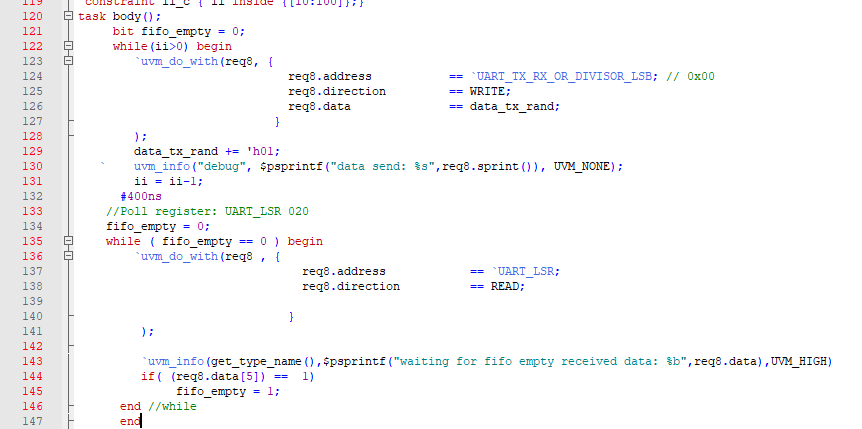 119 constraint ii_c { ii inside {[10:100]};}
120 task body();
121 bit fifo_empty = 0;
122 while(ii>0) begin
123 `uvm_do_with(req8, {
124 req8.address == `UART_TX_RX_OR_DIVISOR_LSB; // 0x00
125 req8.direction == WRITE;
126 req8.data == data_tx_rand;
127 }
128 );
129 data_tx_rand += 'h01;
130 ` uvm_info("debug", $psprintf("data send: %s",req8.sprint()), UVM_NONE);
131 ii = ii-1;
132 #400ns
133 //Poll register: UART_LSR 020
134 fifo_empty = 0;
135 while ( fifo_empty == 0 ) begin
136 `uvm_do_with(req8 , {
137 req8.address == `UART_LSR;
138 req8.direction == READ;
139
140 }
141 );
142
143 `uvm_info(get_type_name(),$psprintf("waiting for fifo empty received data: %b",req8.data),UVM_HIGH)
144 if( (req8.data[5]) == 1)
145 fifo_empty = 1;
146 end //while
147 end